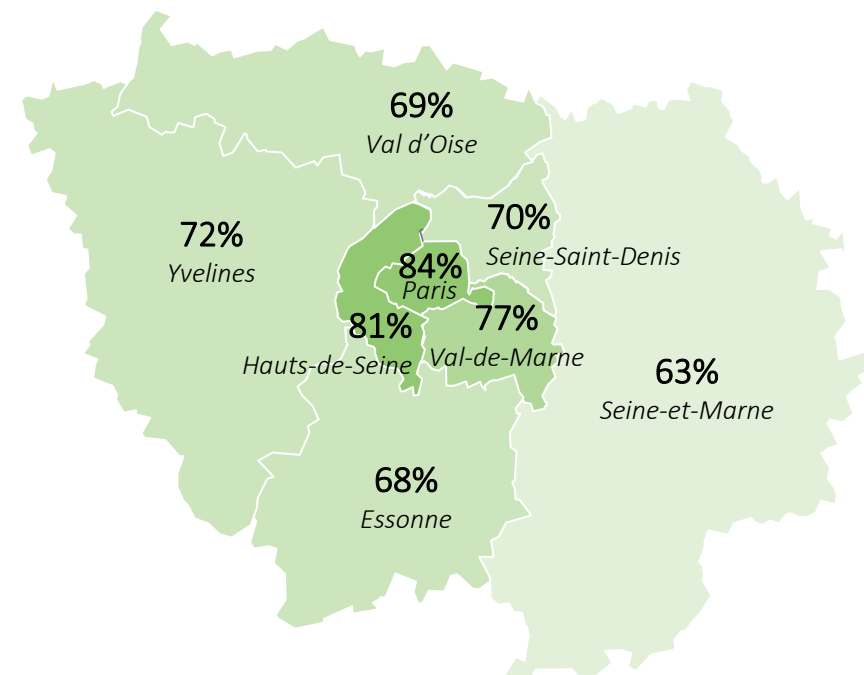 69%
Val d’Oise
72%
Yvelines
70%
Seine-Saint-Denis
84%
Paris
81%
Hauts-de-Seine
77%
Val-de-Marne
63%
Seine-et-Marne
68%
Essonne